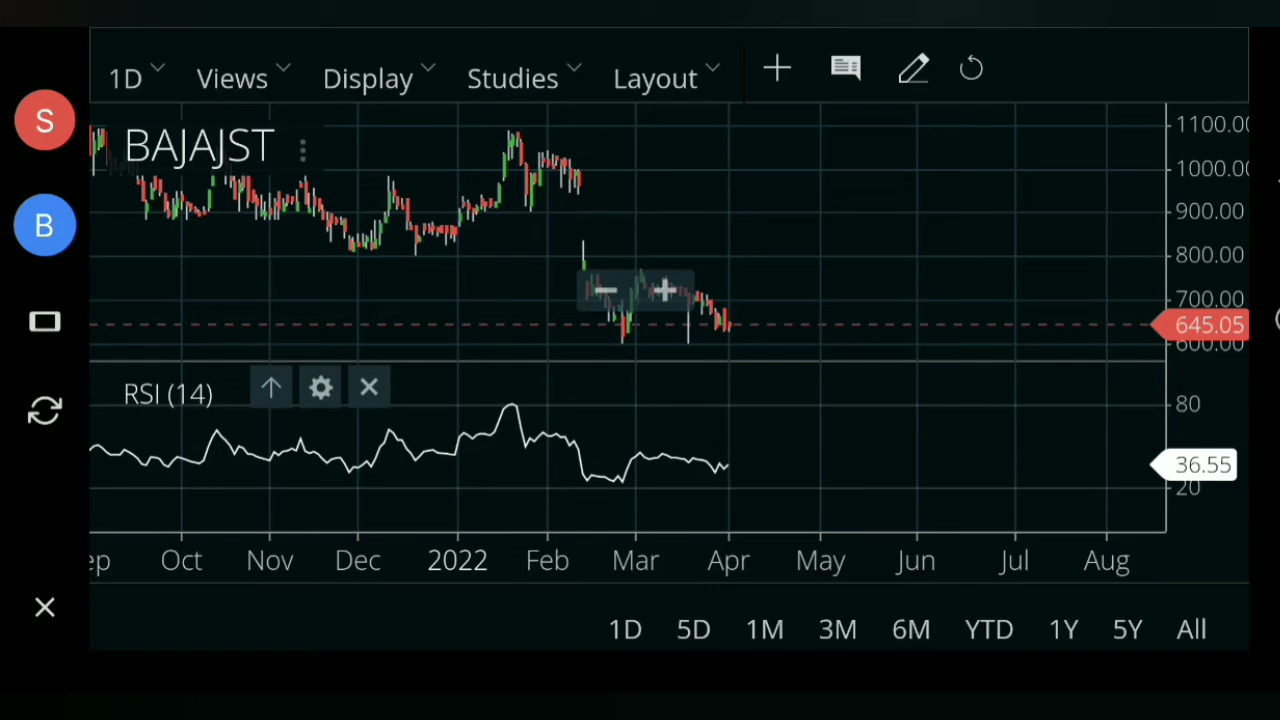 1D Views Display Studies Layout
S
B
BAJAJST
1100.00
1000.00
900.00
800.00
700.00
645.05
600.00
RSI (14)
80
36.55
20
ep Oct Nov Dec 2022 Feb Mar Apr May Jun Jul Aug
1D 5D 1M 3M 6M YTD 1Y 5Y All